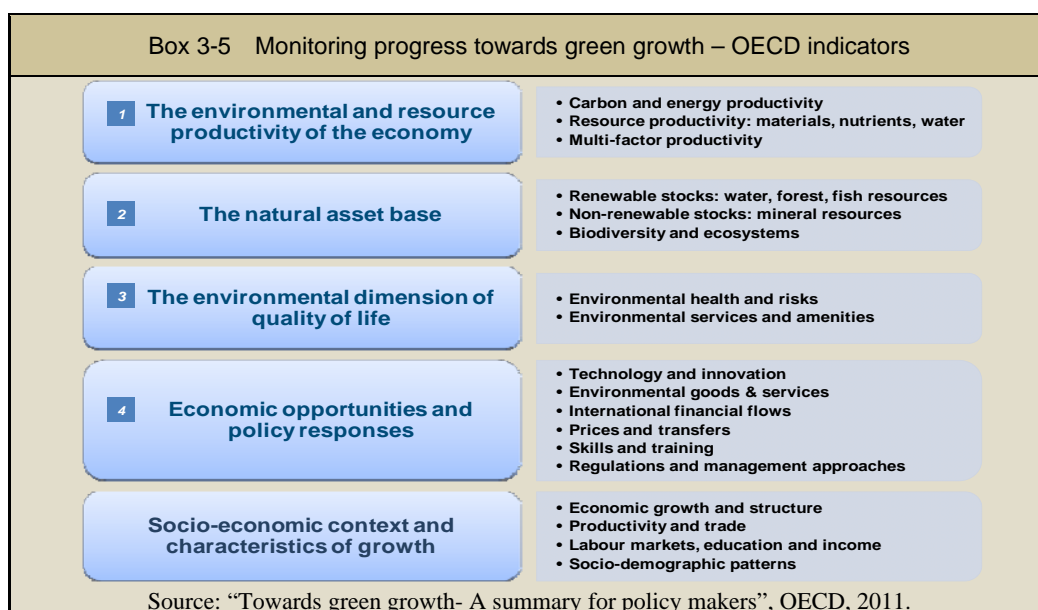 Box 3-5 Monitoring progress towards green growth – OECD indicators
1 The environmental and resource
productivity of the economy
• Carbon and energy productivity
• Resource productivity: materials, nutrients, water
• Multi-factor productivity
2 The natural asset base
• Renewable stocks: water, forest, fish resources
• Non-renewable stocks: mineral resources
• Biodiversity and ecosystems
3 The environmental dimension of
quality of life
• Environmental health and risks
• Environmental services and amenities
4 Economic opportunities and
policy responses
• Technology and innovation
• Environmental goods & services
• International financial flows
• Prices and transfers
• Skills and training
• Regulations and management approaches
Socio-economic context and
characteristics of growth
• Economic growth and structure
• Productivity and trade
• Labour markets, education and income
• Socio-demographic patterns
Source: “Towards green growth- A summary for policy makers”, OECD, 2011.